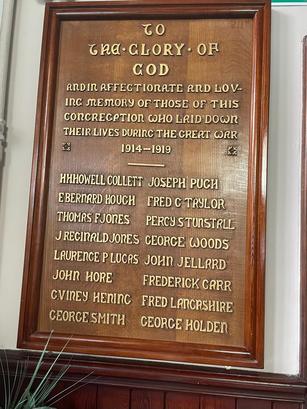 TO
THE·GLORY·OF
GOD
AND IN AFFECTIONATE AND LOV-
ING MEMORY OF THOSE OF THIS
CONGREGATION WHO LAID DOWN
THEIR LIVES DURING THE GREAT WAR
1914—1919
H·HOWELL COLLETT JOSEPH PUGH
E BERNARD HOUGH FRED C TAYLOR
THOMAS F JONES PERCY STUNSTALL
J REGINALD JONES GEORGE WOODS
LAURENCE P LUCAS JOHN JELLARD
JOHN HORE FREDERICK CARR
C VINEY HENING FRED LANCASHIRE
GEORGE SMITH GEORGE HOLDEN